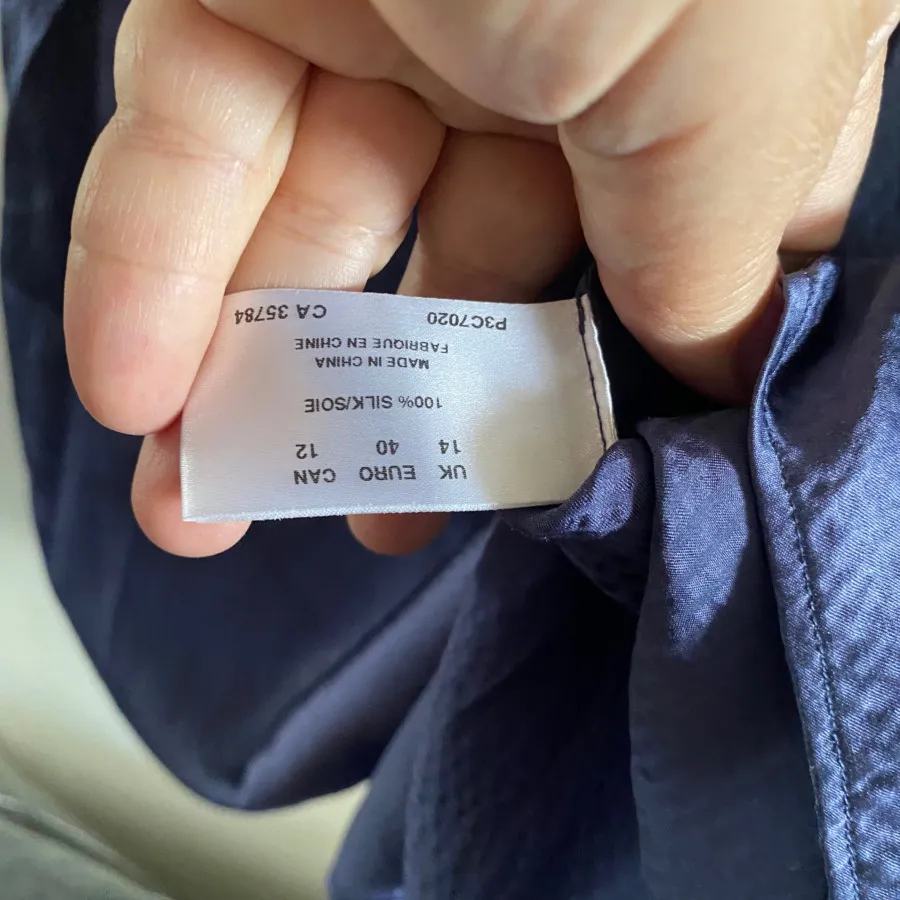 UK EURO CAN
14 40 12
100% SILK/SOIE
MADE IN CHINA
FABRIQUE EN CHINE
P3C7020 CA 35784